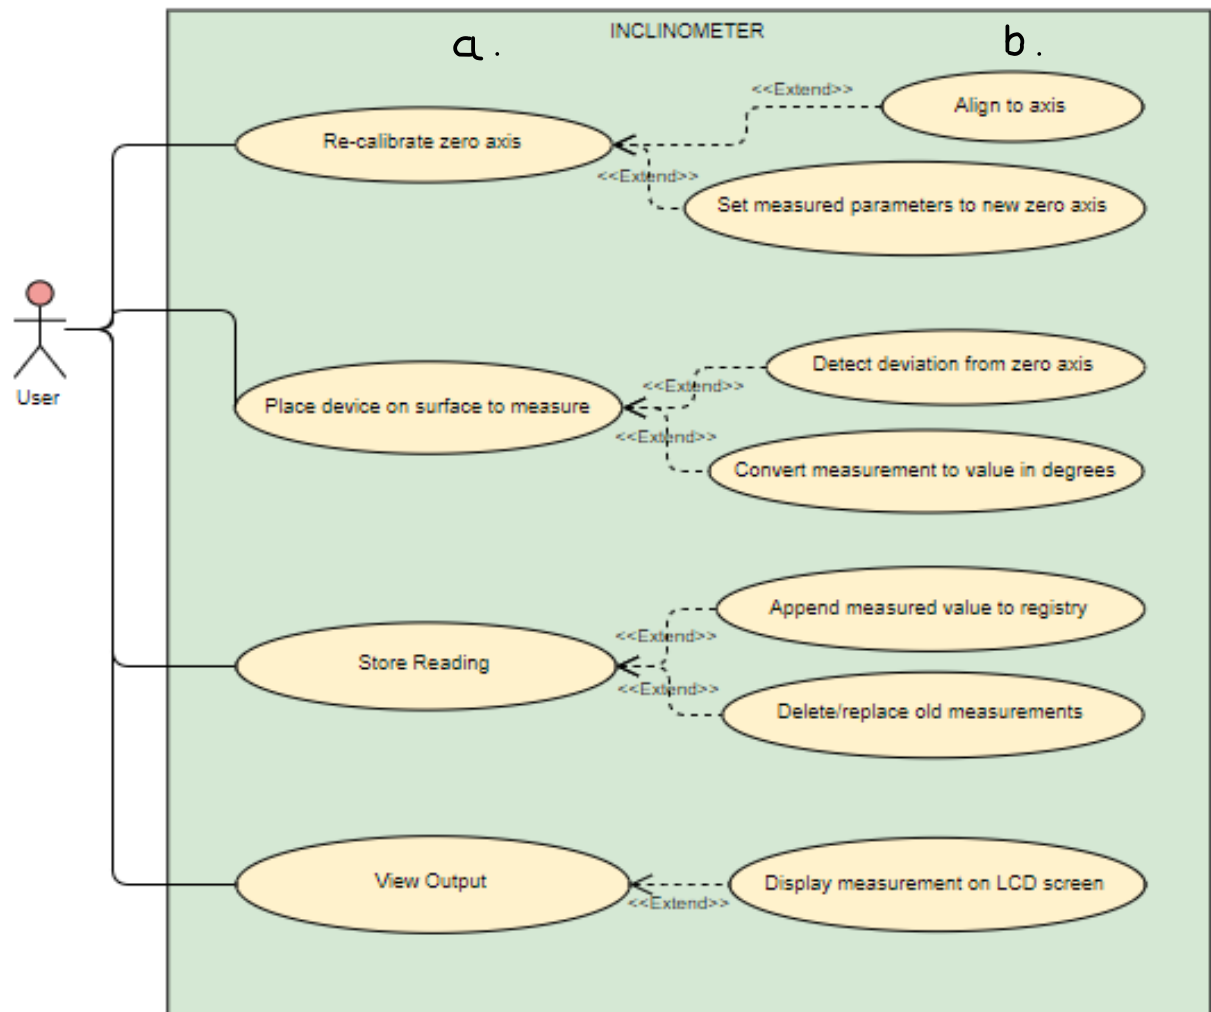 INCLINOMETER
a.
b.
<<Extend>>
Align to axis
Re-calibrate zero axis
<<Extend>>
Set measured parameters to new zero axis
User
Detect deviation from zero axis
<<Extend>>
Place device on surface to measure
<<Extend>>
Convert measurement to value in degrees
Append measured value to registry
<<Extend>>
Store Reading
<<Extend>>
Delete/replace old measurements
View Output
Display measurement on LCD screen
<<Extend>>